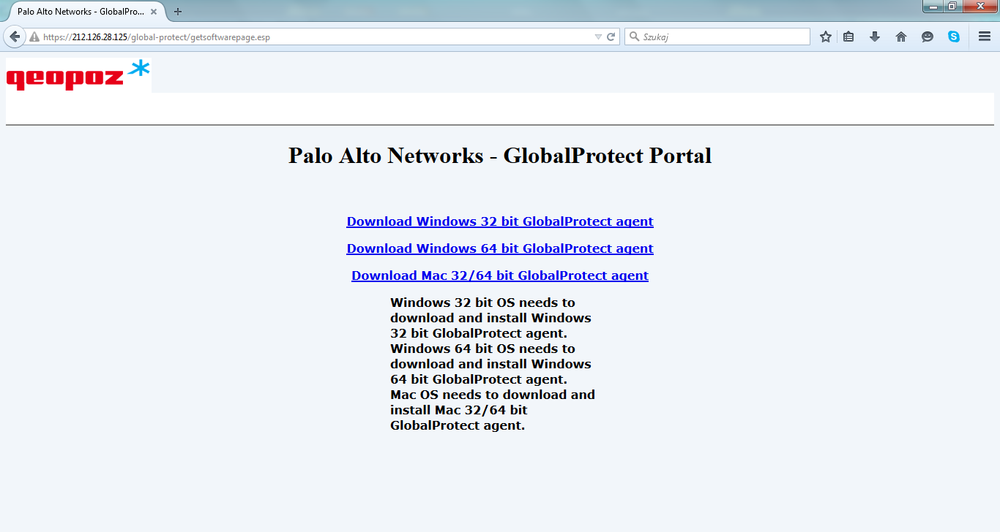 Palo Alto Networks - GlobalPro...
https://212.126.28.125/global-protect/getsoftwarepage.esp
Szukaj
geopoz
Palo Alto Networks - GlobalProtect Portal
Download Windows 32 bit GlobalProtect agent
Download Windows 64 bit GlobalProtect agent
Download Mac 32/64 bit GlobalProtect agent
Windows 32 bit OS needs to
download and install Windows
32 bit GlobalProtect agent.
Windows 64 bit OS needs to
download and install Windows
64 bit GlobalProtect agent.
Mac OS needs to download and
install Mac 32/64 bit
GlobalProtect agent.